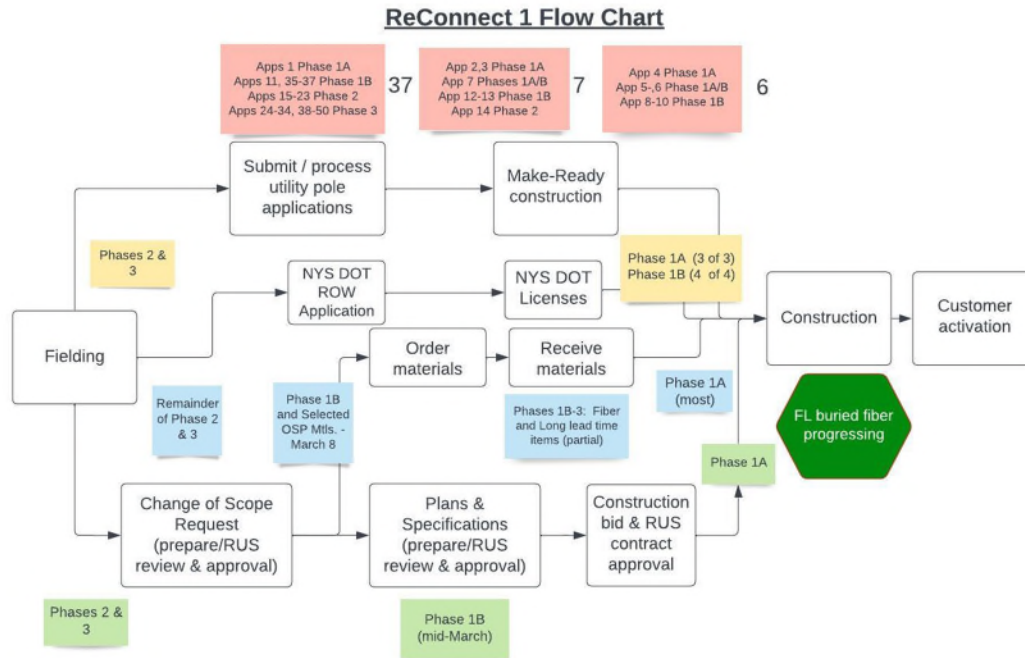 ReConnect 1 Flow Chart
Apps 1 Phase 1A
Apps 11, 35-37 Phase 1B
Apps 15-23 Phase 2
Apps 24-34, 38-50 Phase 3
37
App 2,3 Phase 1A
App 7 Phases 1A/B
App 12-13 Phase 1B
App 14 Phase 2
7
App 4 Phase 1A
App 5-,6 Phase 1A/B
App 8-10 Phase 1B
6
Submit / process
utility pole
applications
Make-Ready
construction
Phases 2 &
3
NYS DOT
ROW
Application
NYS DOT
Licenses
Phase 1A (3 of 3)
Phase 1B (4 of 4)
Fielding
Order
materials
Receive
materials
Construction
Customer
activation
Remainder
of Phase 2
& 3
Phase 1B
and Selected
OSP Mtls. -
March 8
Phases 1B-3: Fiber
and Long lead time
items (partial)
Phase 1A
(most)
FL buried fiber
progressing
Phase 1A
Change of Scope
Request
(prepare/RUS
review & approval)
Plans &
Specifications
(prepare/RUS
review & approval)
Construction
bid & RUS
contract
approval
Phases 2 &
3
Phase 1B
(mid-March)